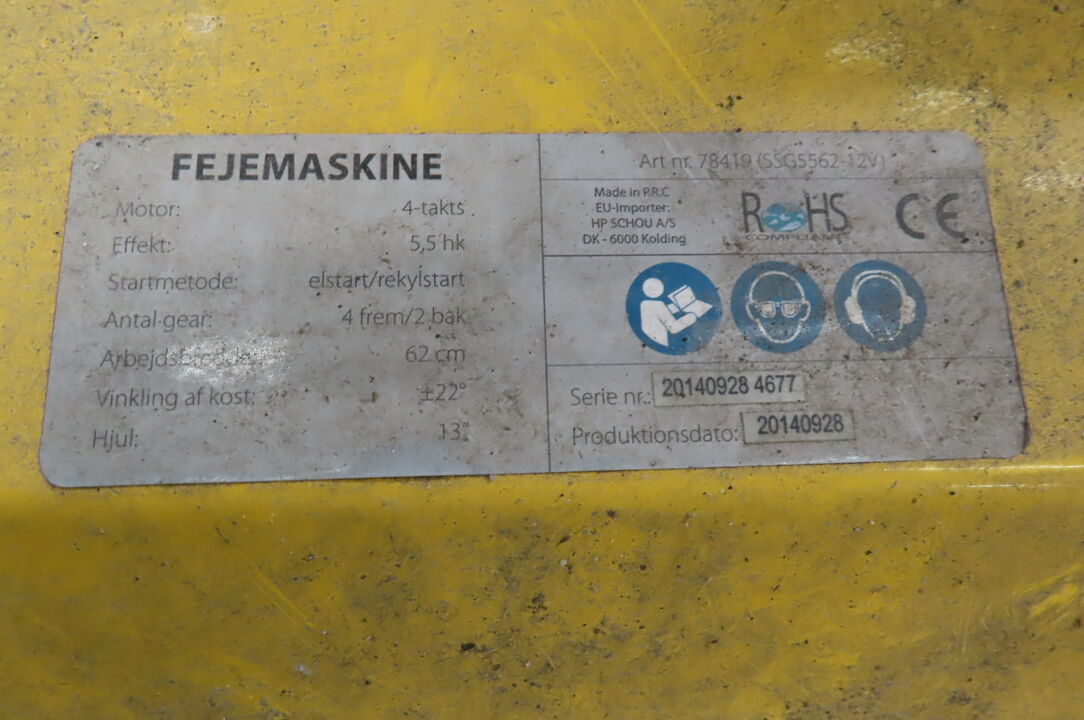 FEJEMASKINE
Motor: 4-takts
Effekt: 5,5 hk
Startmetode: elstart/rekylstart
Antal gear: 4 frem/2 bak
62 cm
Vinkling af kost: ±22°
Hjul: 13"
Art nr. 78419 (SSG5562-12V)
Made in P.R.C
EU-Importer:
HP SCHOU A/S
DK - 6000 Kolding
RoHS
COMPLIANT
CE
Serie nr.: 20140928 4677
Produktionsdato: 20140928